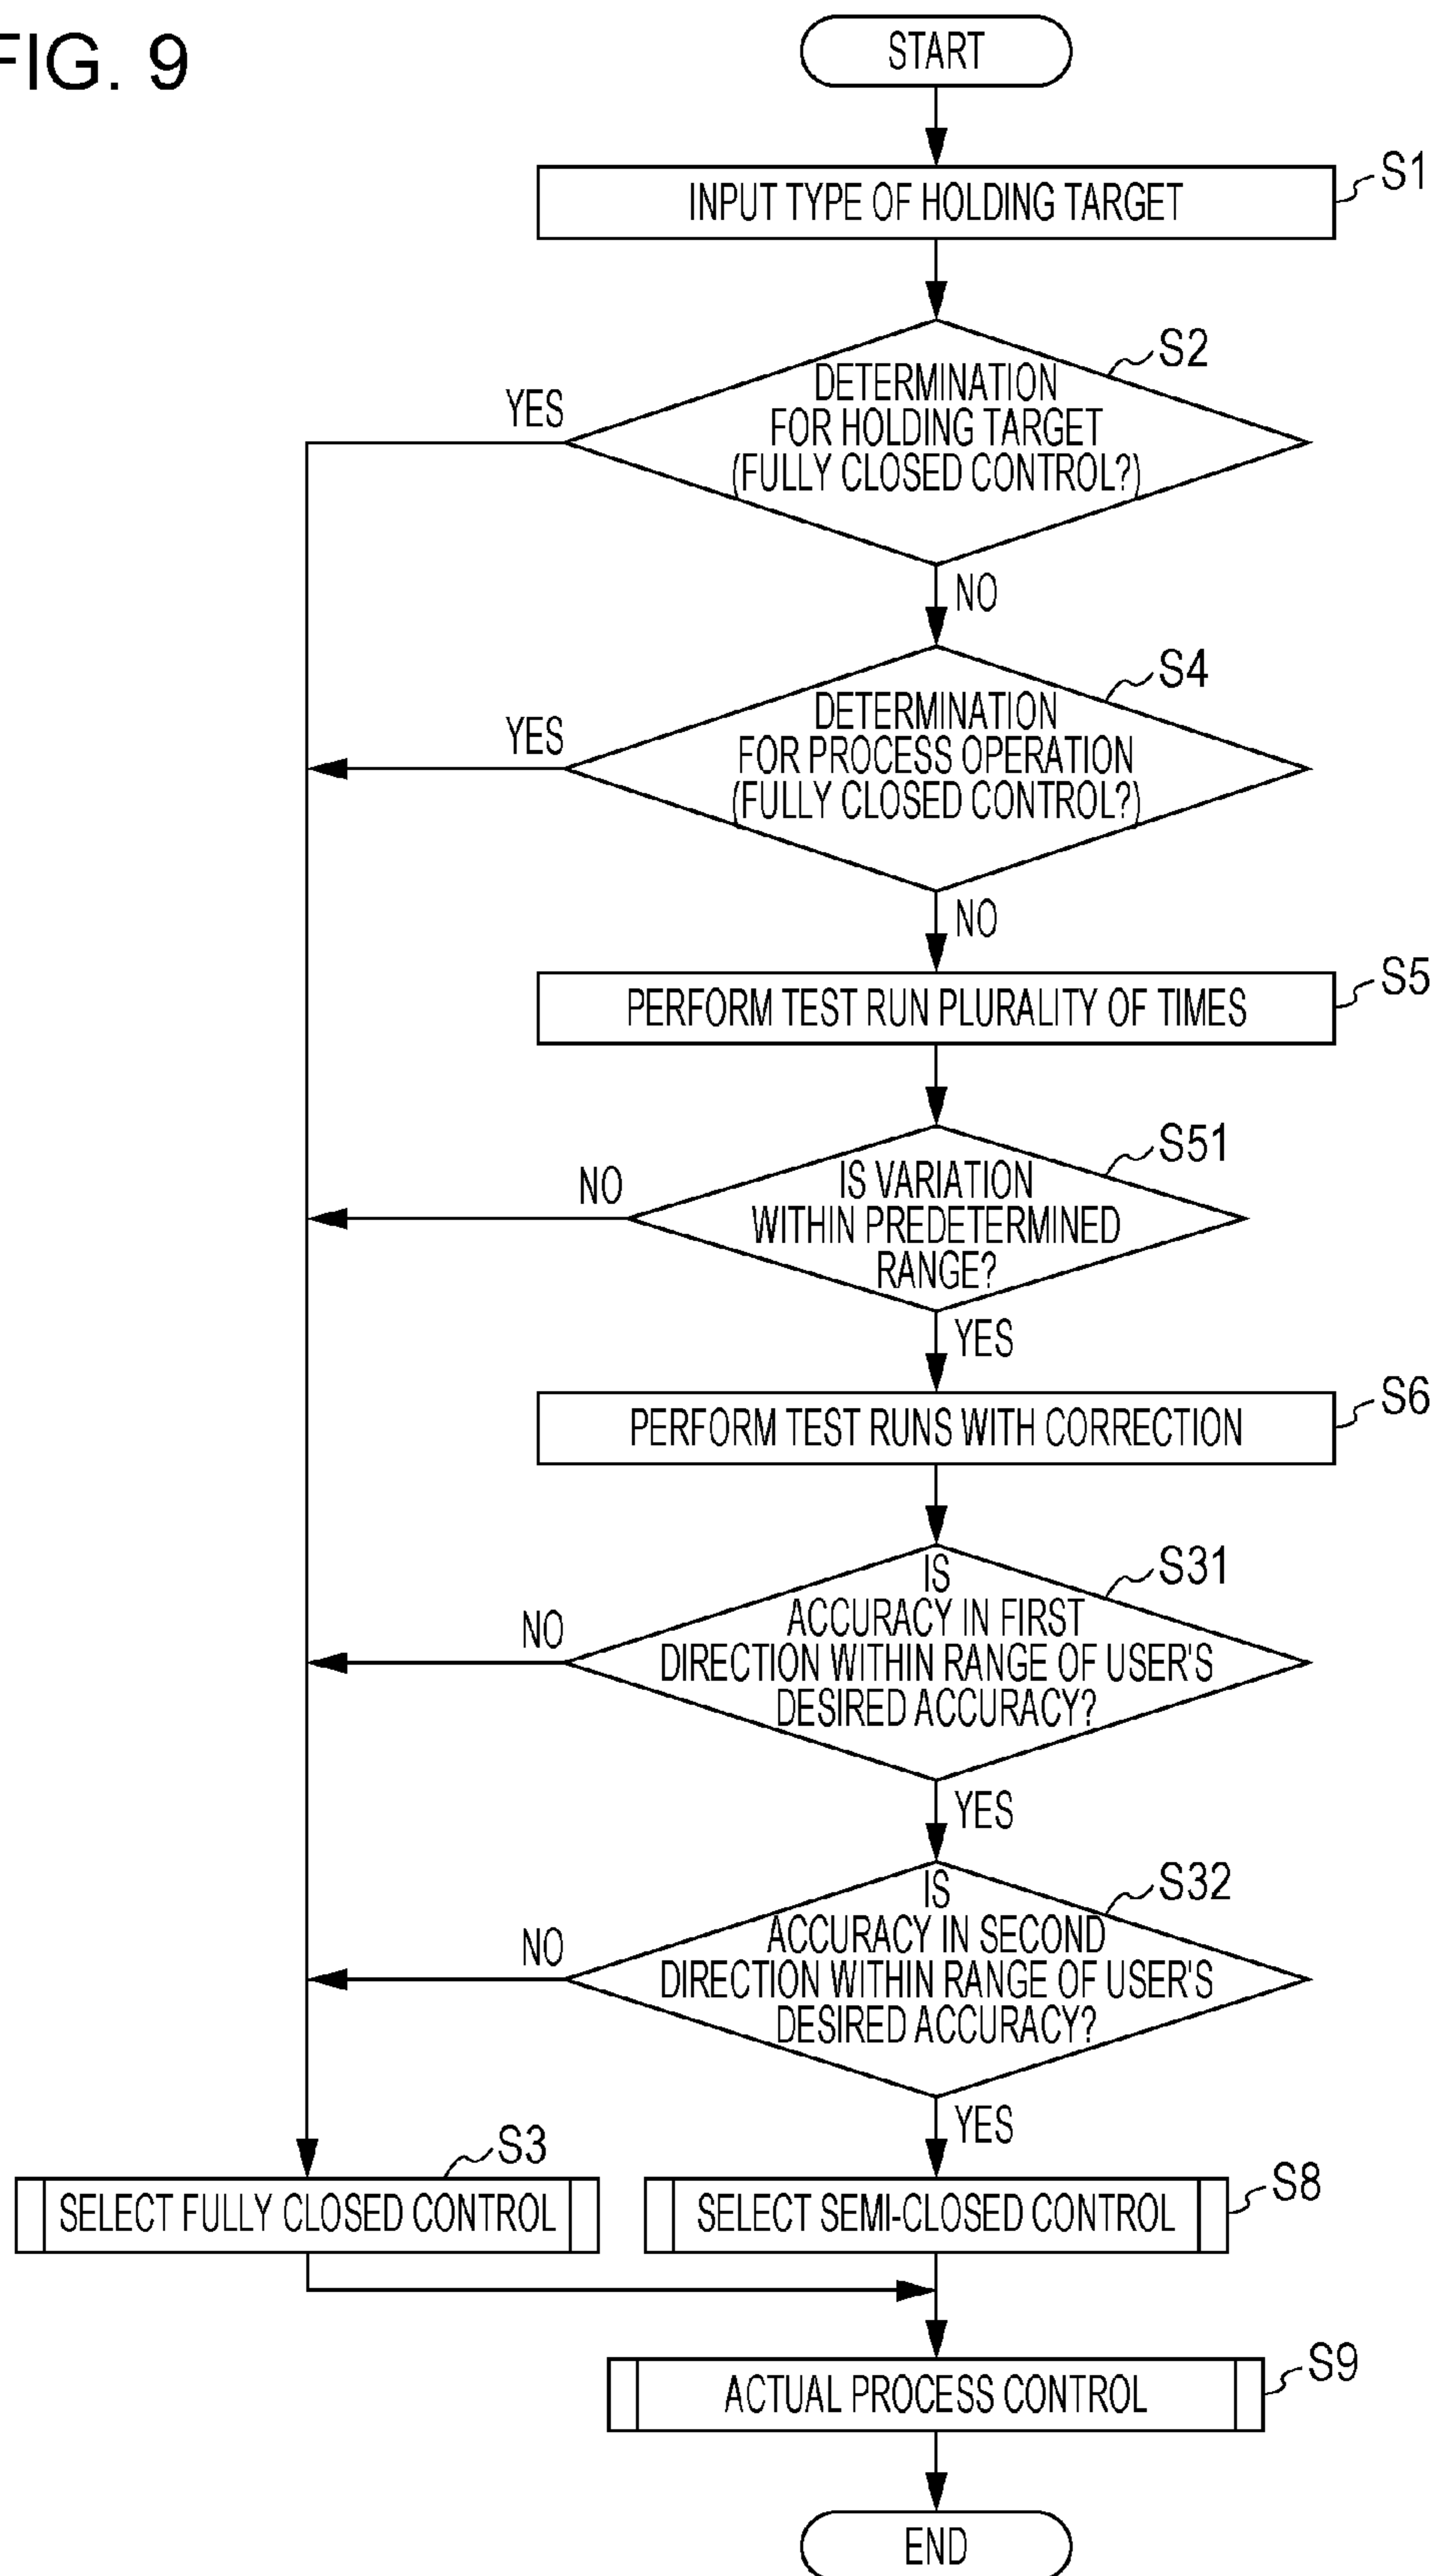 FIG. 9
START
INPUT TYPE OF HOLDING TARGET
S1
DETERMINATION
FOR HOLDING TARGET
(FULLY CLOSED CONTROL?)
S2
YES
NO
DETERMINATION
FOR PROCESS OPERATION
(FULLY CLOSED CONTROL?)
S4
YES
NO
PERFORM TEST RUN PLURALITY OF TIMES
S5
IS VARIATION
WITHIN PREDETERMINED
RANGE?
S51
NO
YES
PERFORM TEST RUNS WITH CORRECTION
S6
IS
ACCURACY IN FIRST
DIRECTION WITHIN RANGE OF USER'S
DESIRED ACCURACY?
S31
NO
YES
IS
ACCURACY IN SECOND
DIRECTION WITHIN RANGE OF USER'S
DESIRED ACCURACY?
S32
NO
YES
SELECT FULLY CLOSED CONTROL
S3
SELECT SEMI-CLOSED CONTROL
S8
ACTUAL PROCESS CONTROL
S9
END